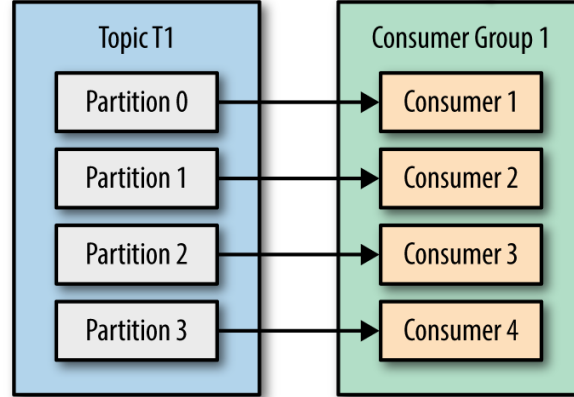 Topic T1
Partition 0
Partition 1
Partition 2
Partition 3
Consumer Group 1
Consumer 1
Consumer 2
Consumer 3
Consumer 4